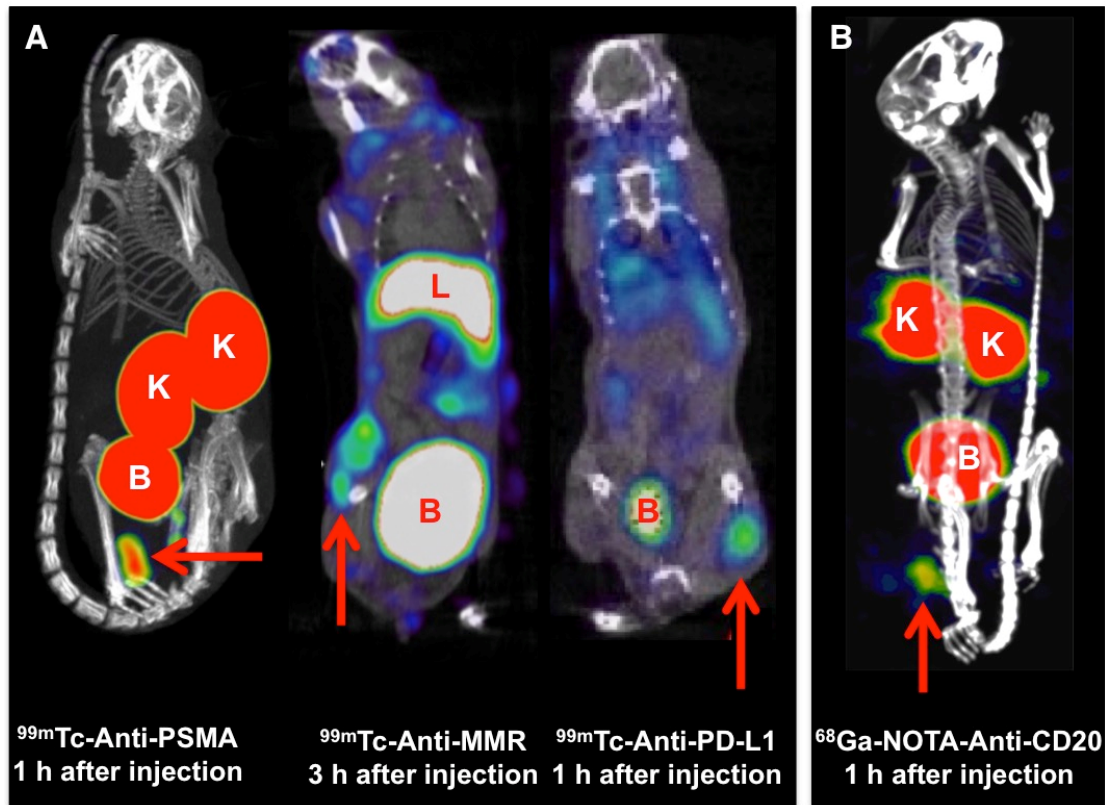 A
K
K
B
L
B
B
B
K
K
B
⁹⁹ᵐTc-Anti-PSMA
1 h after injection
⁹⁹ᵐTc-Anti-MMR
3 h after injection
⁹⁹ᵐTc-Anti-PD-L1
1 h after injection
⁶⁸Ga-NOTA-Anti-CD20
1 h after injection